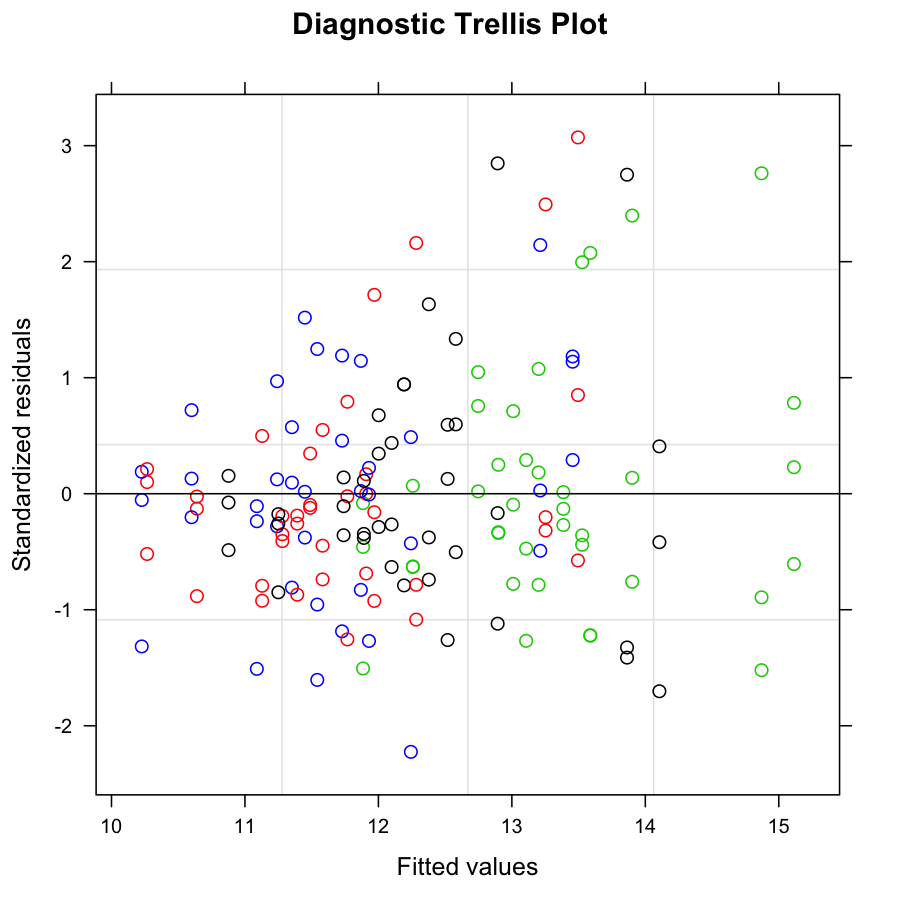 Diagnostic Trellis Plot
3
2
1
0
-1
-2
Standardized residuals
10 11 12 13 14 15
Fitted values